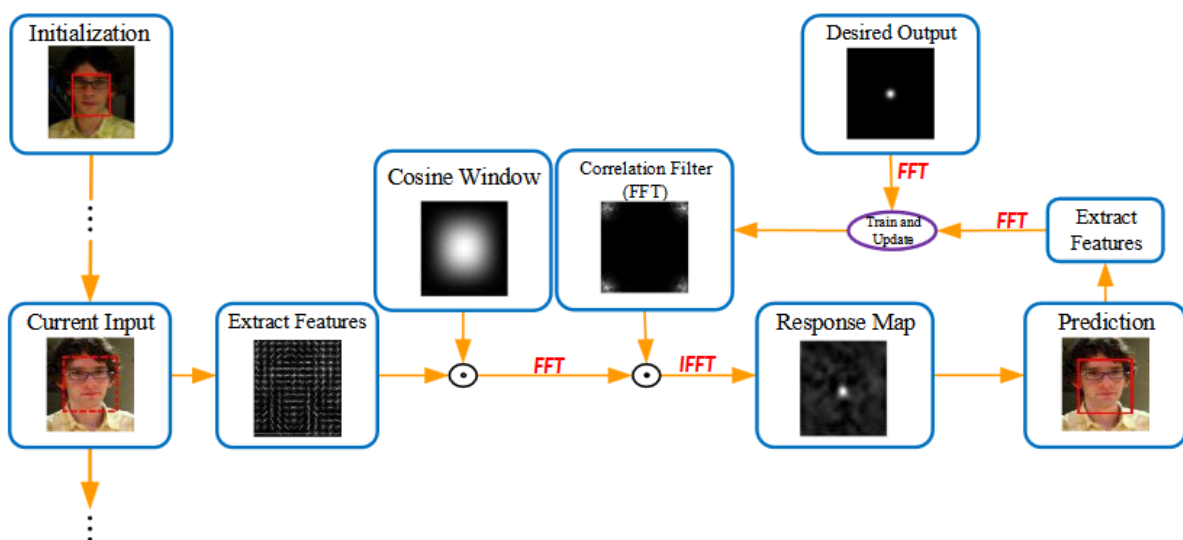 Initialization
Desired Output
Cosine Window
Correlation Filter
(FFT)
FFT
Train and
Update
FFT
Extract
Features
Current Input
Extract Features
FFT
IFFT
Response Map
Prediction